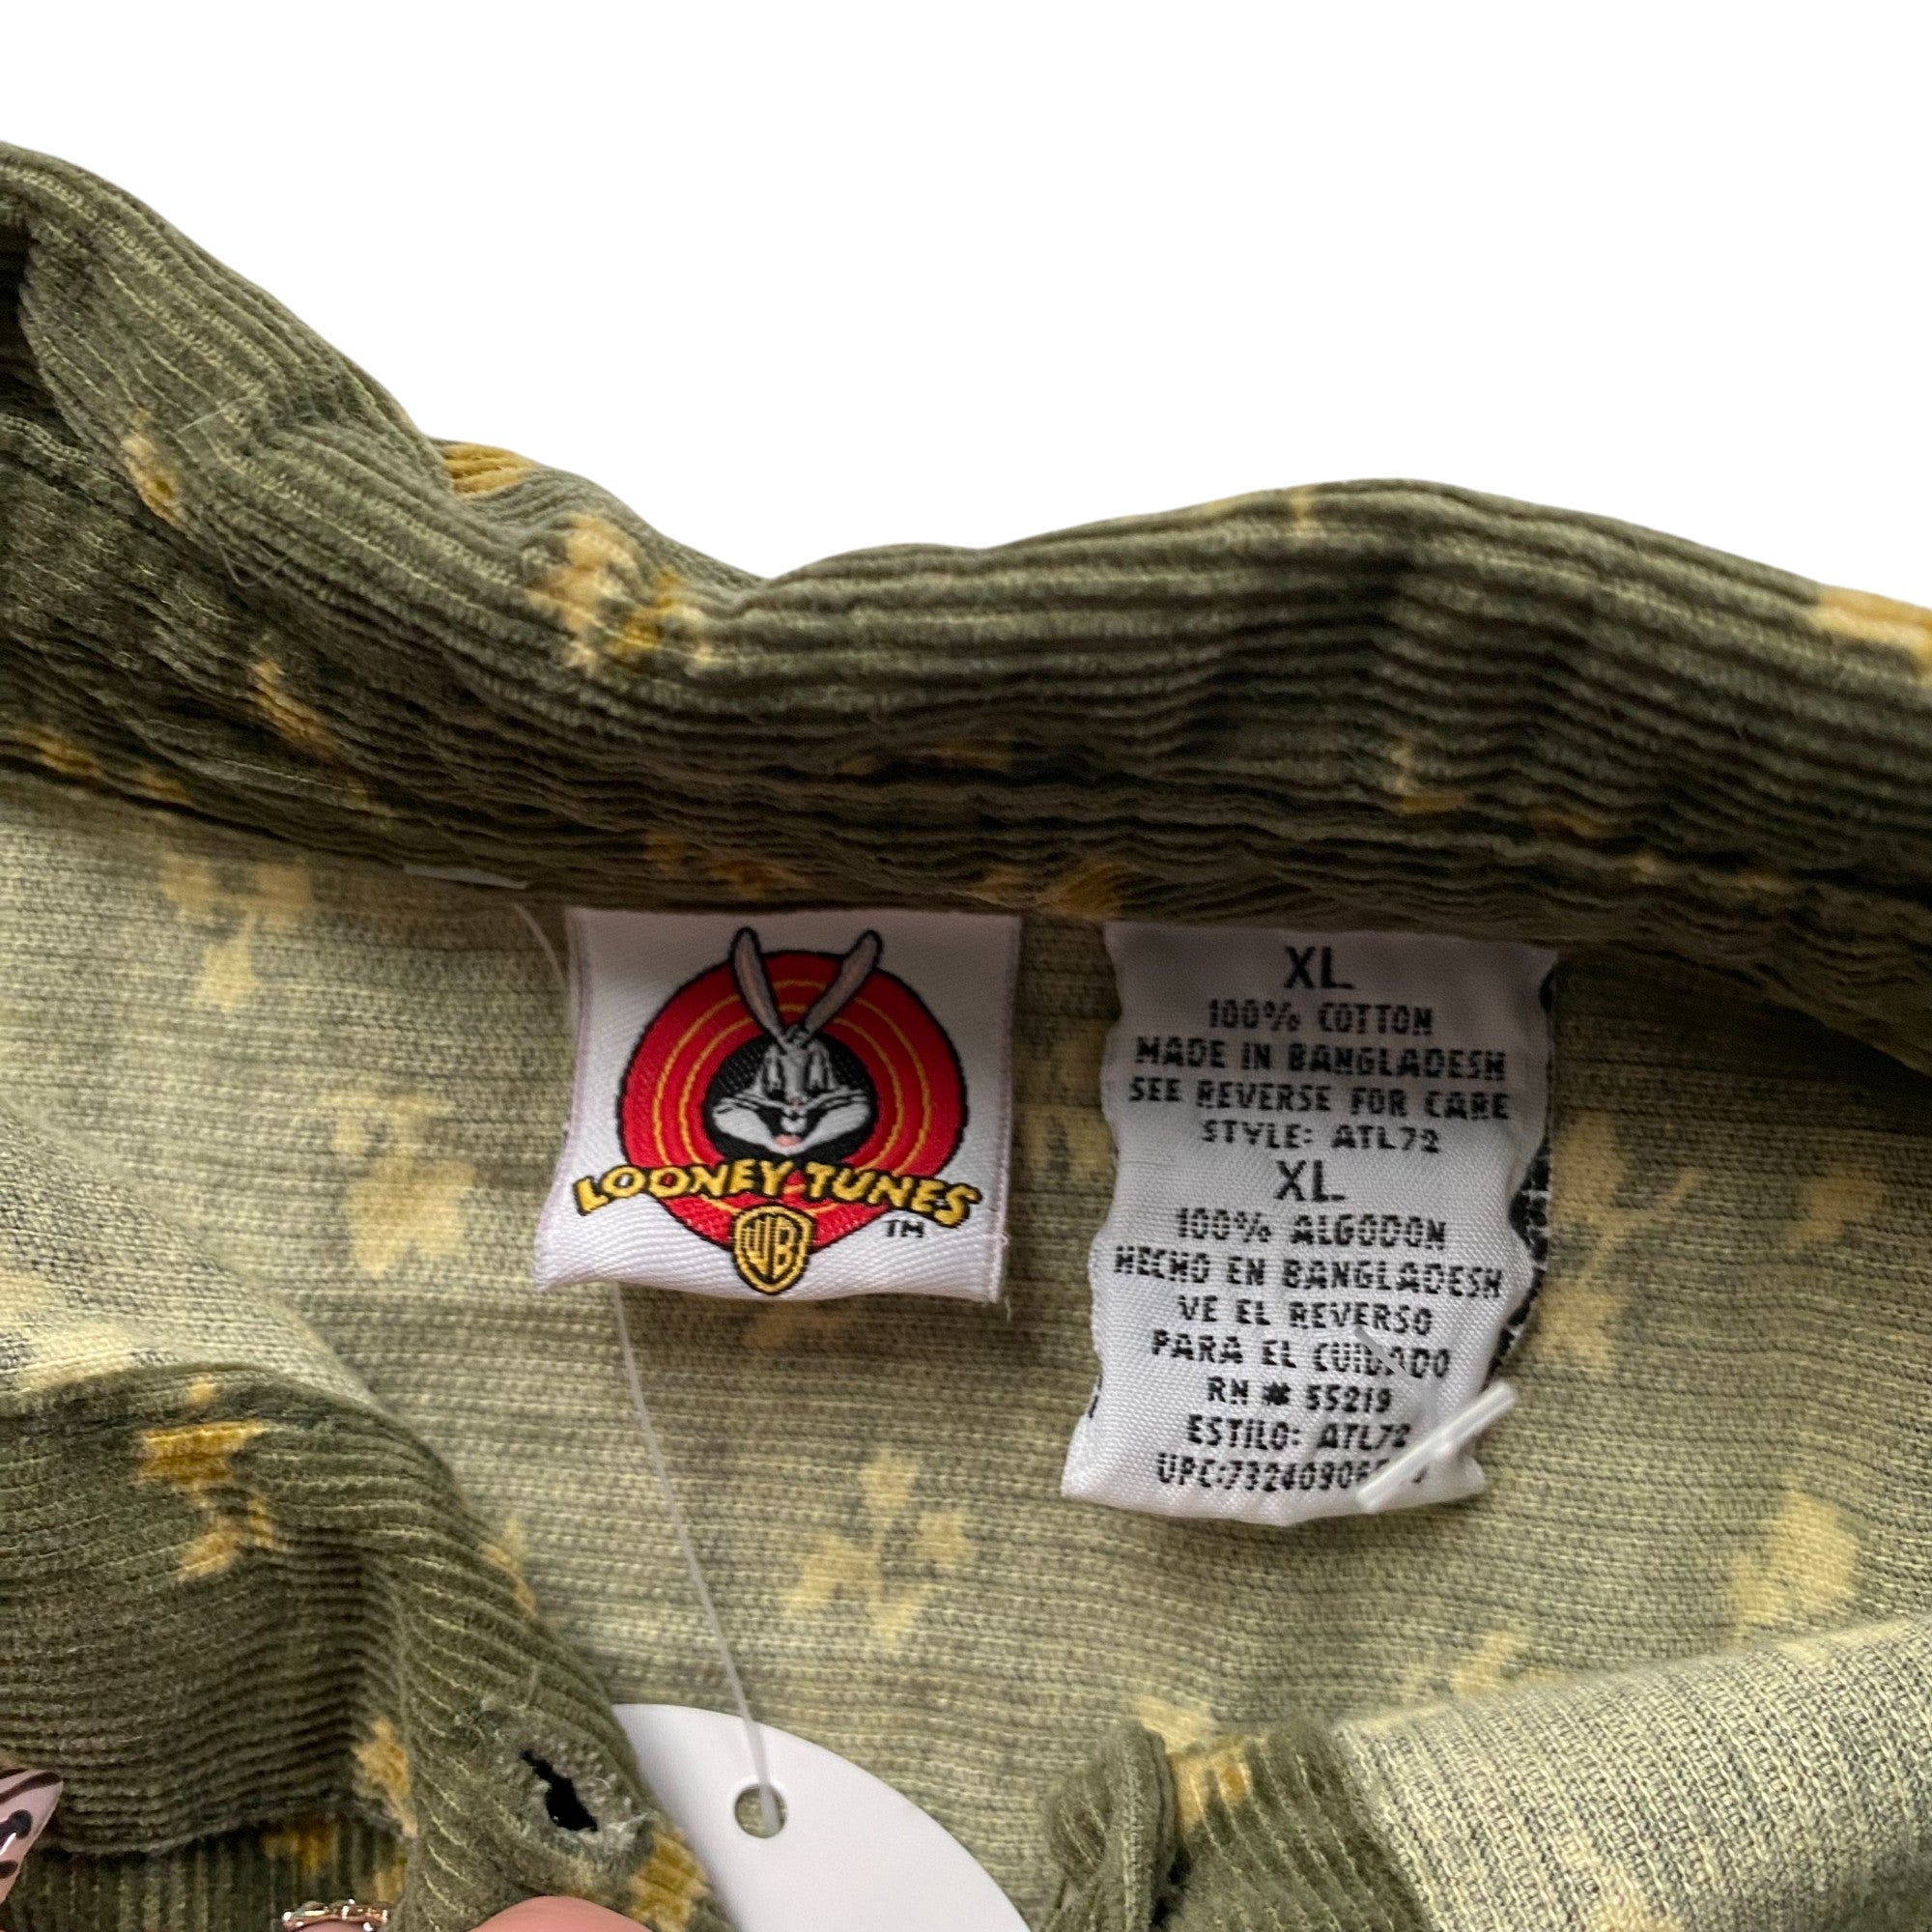 LOONEY TUNES
TM
WB
XL
100% COTTON
MADE IN BANGLADESH
SEE REVERSE FOR CARE
STYLE: ATL72
XL
100% ALGODON
HECHO EN BANGLADESH
VE EL REVERSO
PARA EL CUIDADO
RN # 55219
ESTILO: ATL72